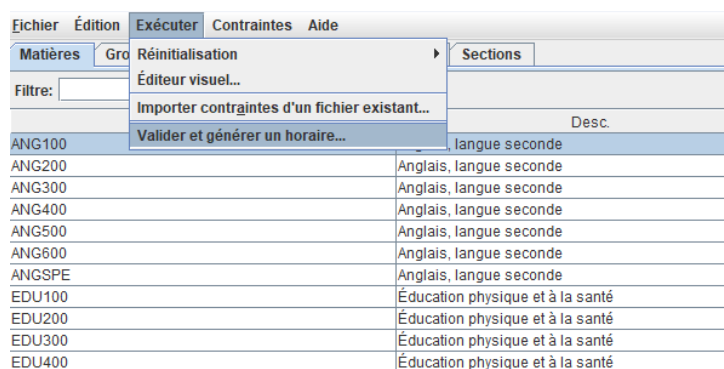 Fichier Édition Exécuter Contraintes Aide
Matières Gro Sections
Réinitialisation
Éditeur visuel...
Filtre:
Importer contraintes d'un fichier existant...
Desc.
Valider et générer un horaire...
ANG100 langue seconde
ANG200 Anglais, langue seconde
ANG300 Anglais, langue seconde
ANG400 Anglais, langue seconde
ANG500 Anglais, langue seconde
ANG600 Anglais, langue seconde
ANGSPE Anglais, langue seconde
EDU100 Éducation physique et à la santé
EDU200 Éducation physique et à la santé
EDU300 Éducation physique et à la santé
EDU400 Éducation physique et à la santé